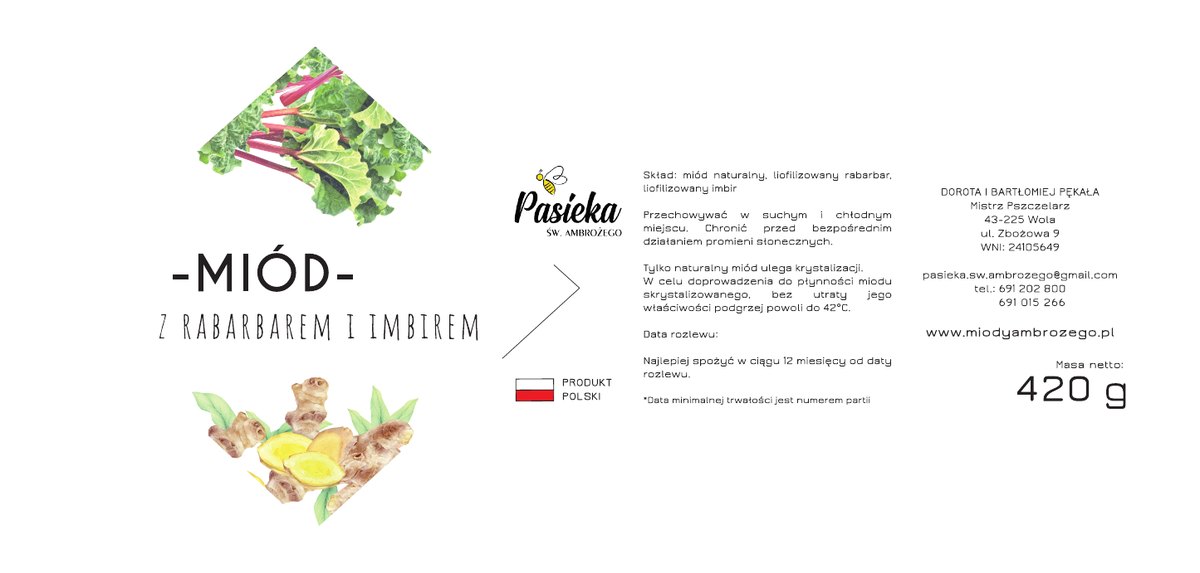 -MIÓD-
Z RABARBAREM I IMBIREM
Pasieka
ŚW. AMBROŻEGO
PRODUKT
POLSKI
Skład: miód naturalny, liofilizowany rabarbar,
liofilizowany imbir
Przechowywać w suchym i chłodnym
miejscu. Chronić przed bezpośrednim
działaniem promieni słonecznych.
Tylko naturalny miód ulega krystalizacji.
W celu doprowadzenia do płynności miodu
skrystalizowanego, bez utraty jego
właściwości podgrzej powoli do 42°C.
Data rozlewu:
Najlepiej spożyć w ciągu 12 miesięcy od daty
rozlewu.
*Data minimalnej trwałości jest numerem partii
DOROTA I BARTŁOMIEJ PĘKAŁA
Mistrz Pszczelarz
43-225 Wola
ul. Zbożowa 9
WNI: 24105649
pasieka.sw.ambrozego@gmail.com
tel.: 691 202 800
691 015 266
www.miodyambrozego.pl
Masa netto:
420 g